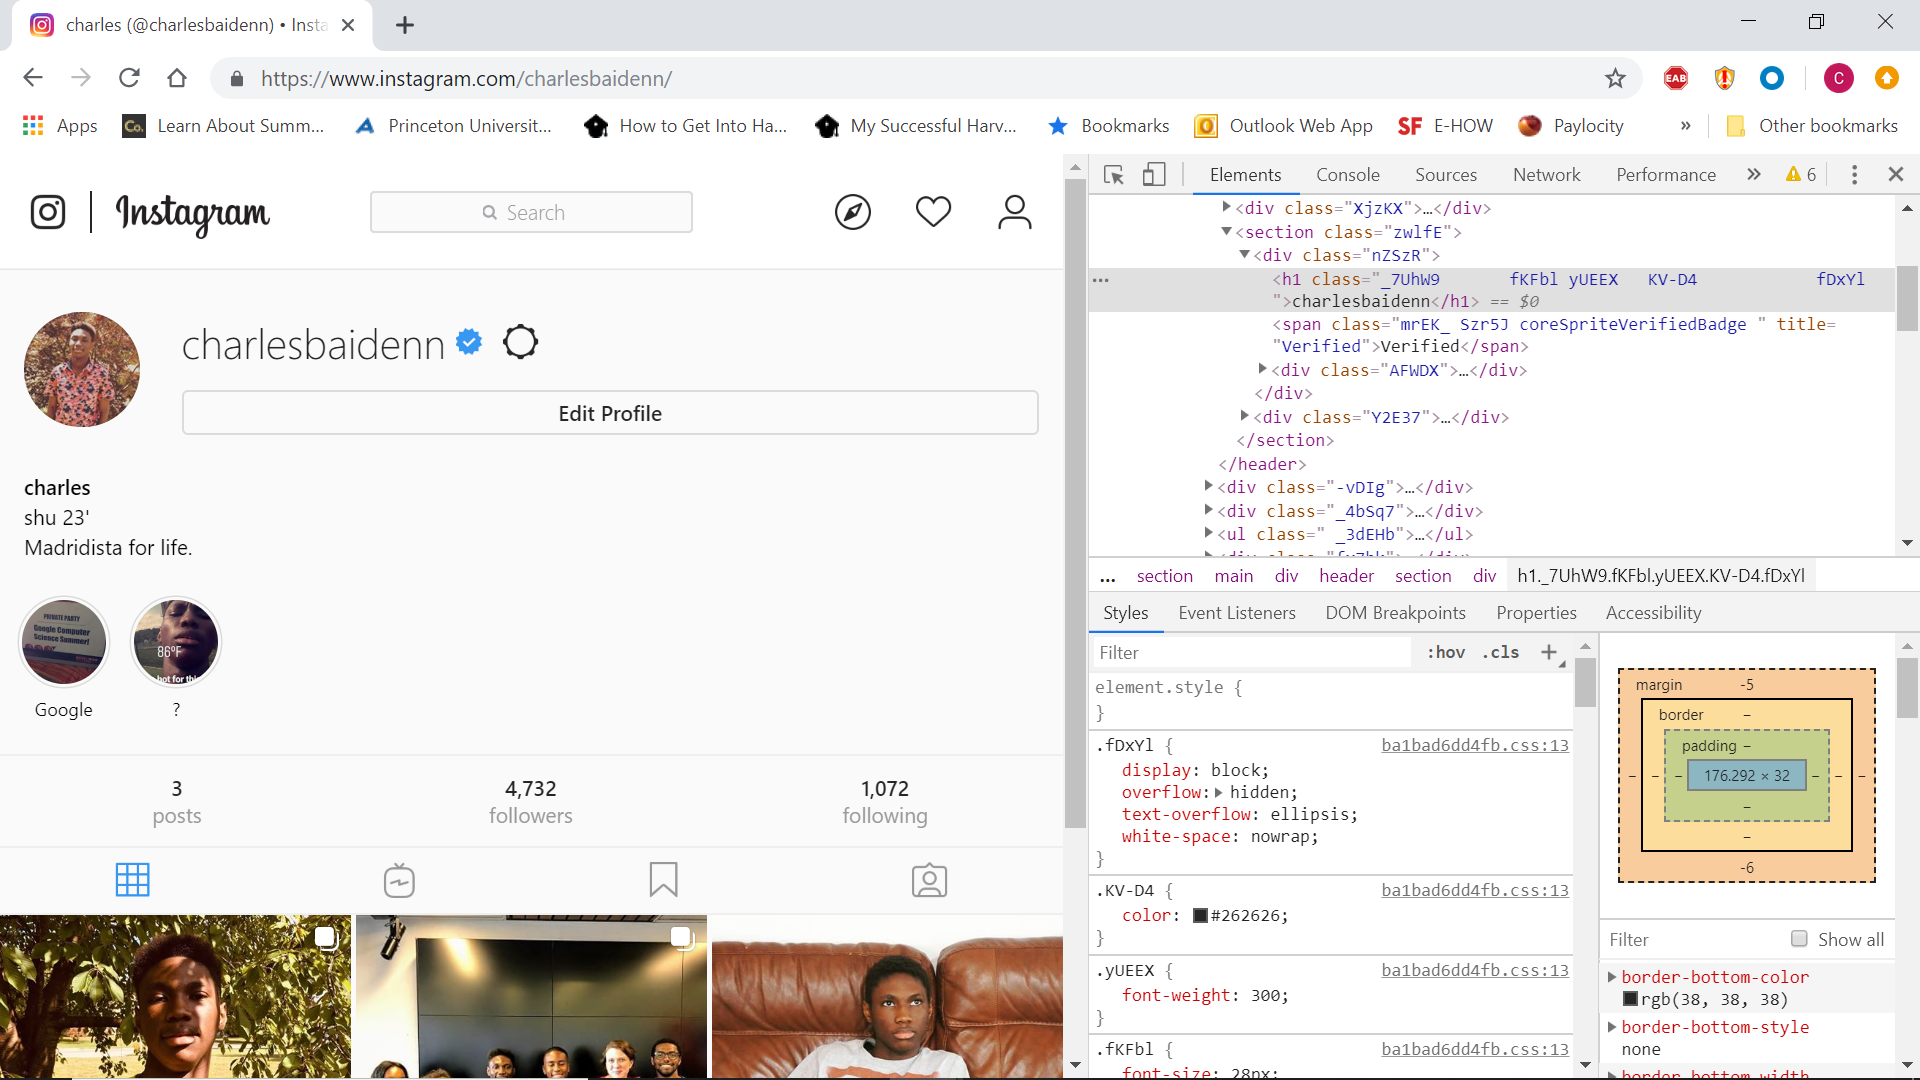 charles (@charlesbaidenn) • Insta
https://www.instagram.com/charlesbaidenn/
EAB
C
Apps
Co.
Learn About Summ...
Princeton Universit...
How to Get Into Ha...
My Successful Harv...
Bookmarks
Outlook Web App
SF E-HOW
Paylocity
»
Other bookmarks
Instagram
Search
charlesbaidenn
Edit Profile
charles
shu 23'
Madridista for life.
PRIVATE PARTY
Google Computer
Science Summer!
86°F
Google
?
3
posts
4,732
followers
1,072
following
Elements
Console
Sources
Network
Performance
»
6
<div class="XjzKX">…</div>
<section class="zwlfE">
<div class="nZSzR">
<h1 class="_7UhW9 fKFbl yUEEX KV-D4 fDxYl
">charlesbaidenn</h1> == $0
<span class="mrEK_ Szr5J coreSpriteVerifiedBadge " title=
"Verified">Verified</span>
<div class="AFWDX">…</div>
</div>
<div class="Y2E37">…</div>
</section>
</header>
<div class="-vDIg">…</div>
<div class="_4bSq7">…</div>
<ul class=" _3dEHb">…</ul>
... section main div header section div h1._7UhW9.fKFbl.yUEEX.KV-D4.fDxYl
Styles
Event Listeners
DOM Breakpoints
Properties
Accessibility
Filter
:hov
.cls
+
element.style {
}
.fDxYl {
ba1bad6dd4fb.css:13
display: block;
overflow: hidden;
text-overflow: ellipsis;
white-space: nowrap;
}
.KV-D4 {
ba1bad6dd4fb.css:13
color: #262626;
}
.yUEEX {
ba1bad6dd4fb.css:13
font-weight: 300;
}
.fKFbl {
ba1bad6dd4fb.css:13
font-size: 28px;
margin -5
border –
padding –
– – – 176.292 × 32 – – –
–
–
-6
Filter
Show all
border-bottom-color
rgb(38, 38, 38)
border-bottom-style
none
border-bottom-width